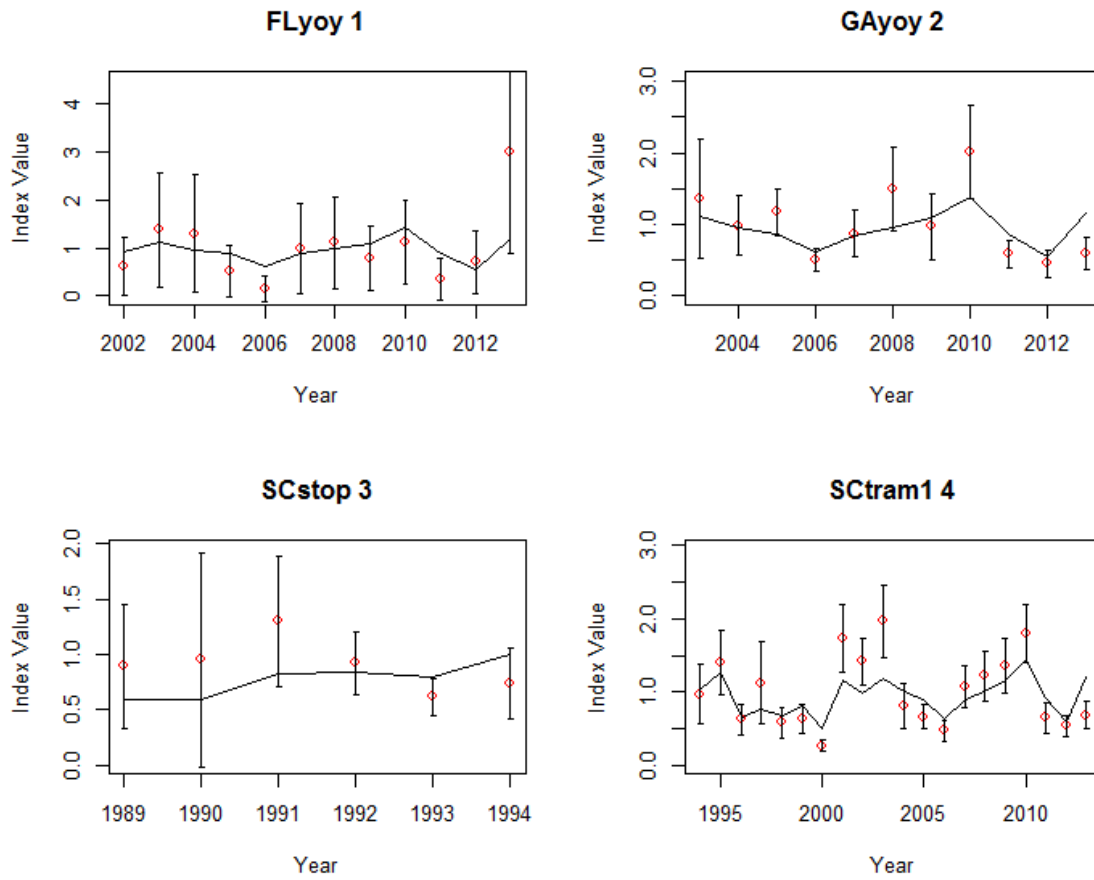 FLyoy 1
Index Value
0 1 2 3 4
2002 2004 2006 2008 2010 2012
Year
GAyoy 2
Index Value
0.0 1.0 2.0 3.0
2004 2006 2008 2010 2012
Year
SCstop 3
Index Value
0.0 0.5 1.0 1.5 2.0
1989 1990 1991 1992 1993 1994
Year
SCtram1 4
Index Value
0.0 1.0 2.0 3.0
1995 2000 2005 2010
Year